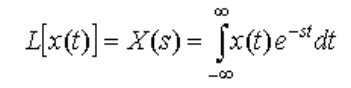 L[x(t)] = X(s) = ∫_{-∞}^{∞} x(t) e^{-st} dt